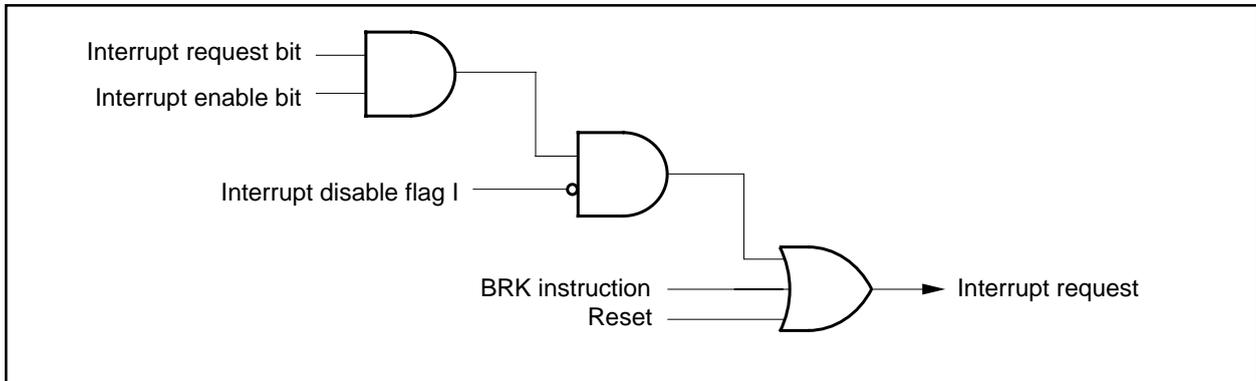 Interrupt request bit
Interrupt enable bit
Interrupt disable flag I
BRK instruction
Interrupt request
Reset